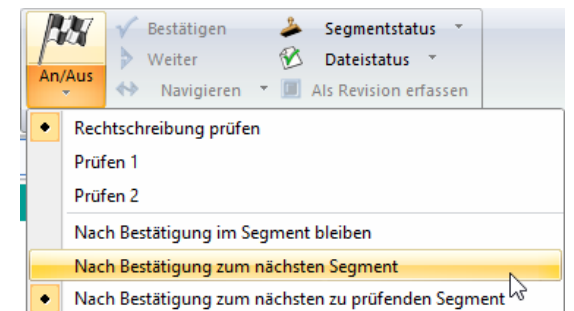 An/Aus
Bestätigen
Weiter
Navigieren
Segmentstatus
Dateistatus
Als Revision erfassen
Rechtschreibung prüfen
Prüfen 1
Prüfen 2
Nach Bestätigung im Segment bleiben
Nach Bestätigung zum nächsten Segment
Nach Bestätigung zum nächsten zu prüfenden Segment